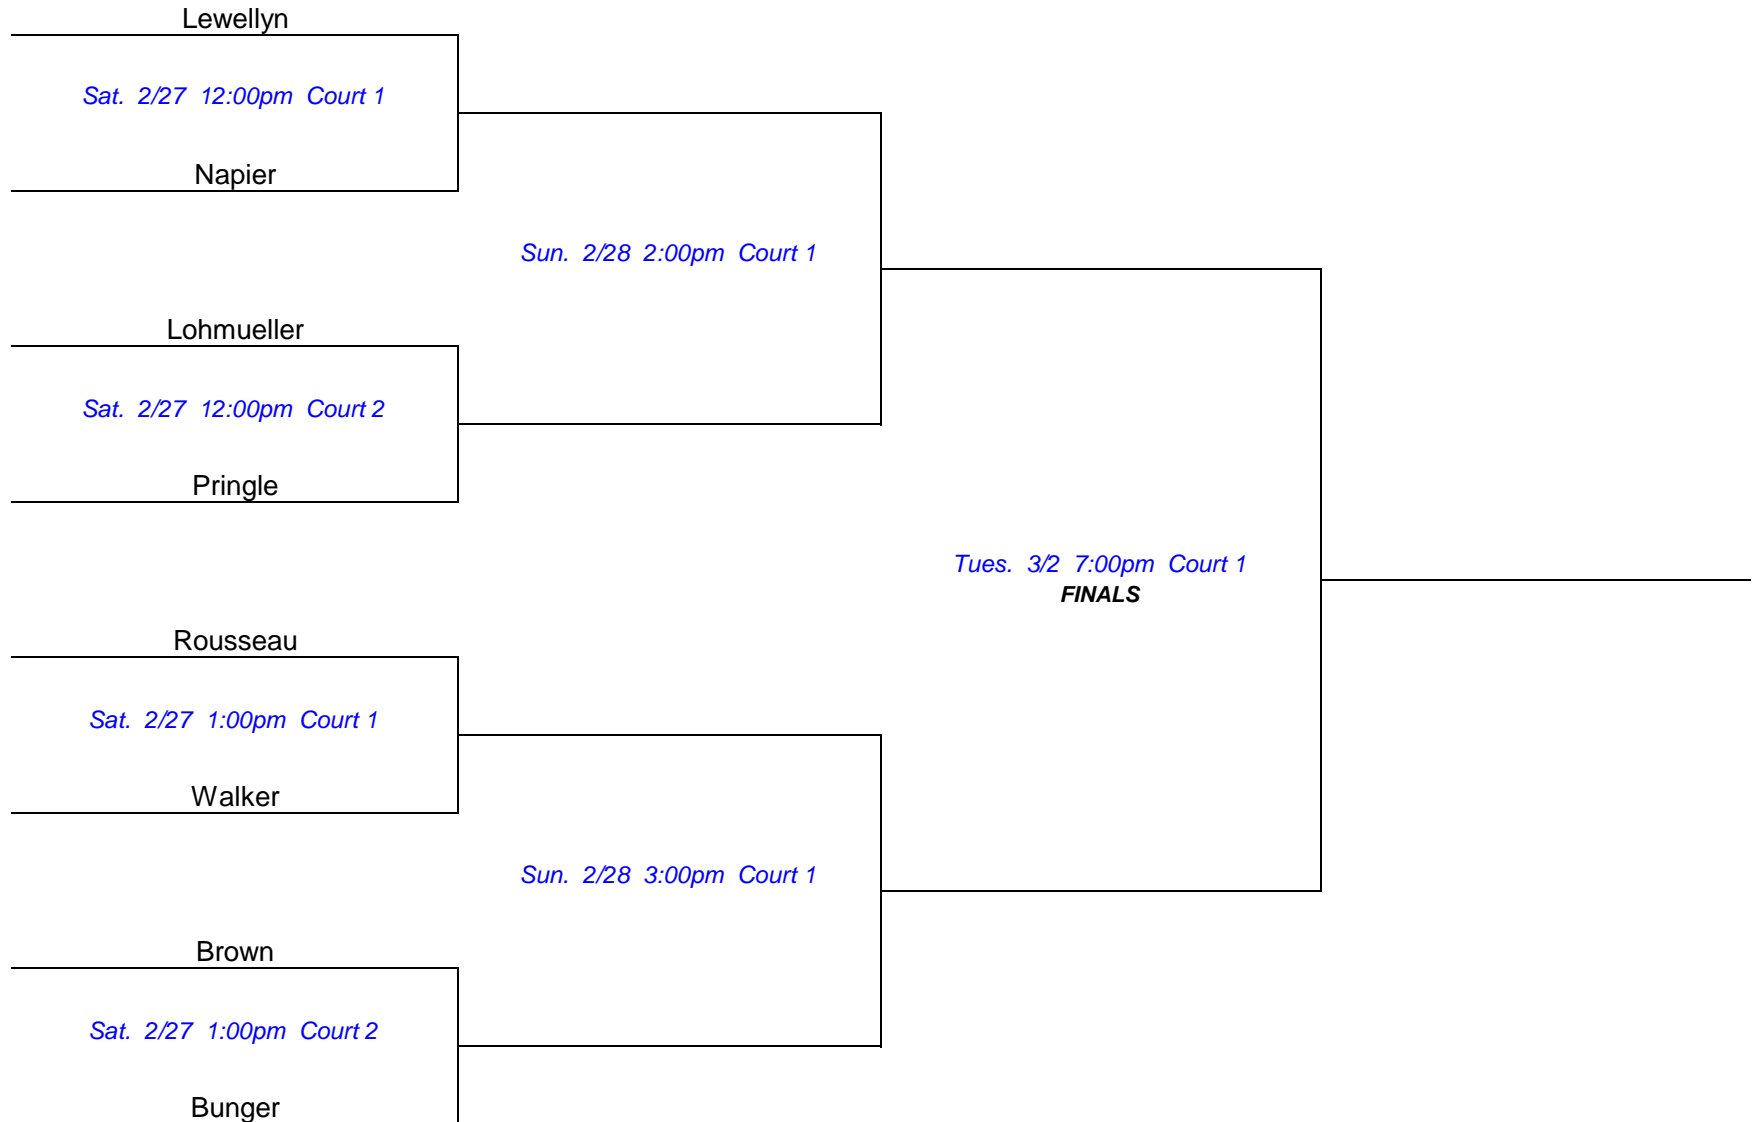 Lewellyn
Sat. 2/27 12:00pm Court 1
Napier
Sun. 2/28 2:00pm Court 1
Lohmueller
Sat. 2/27 12:00pm Court 2
Pringle
Tues. 3/2 7:00pm Court 1
FINALS
Rousseau
Sat. 2/27 1:00pm Court 1
Walker
Sun. 2/28 3:00pm Court 1
Brown
Sat. 2/27 1:00pm Court 2
Bunger